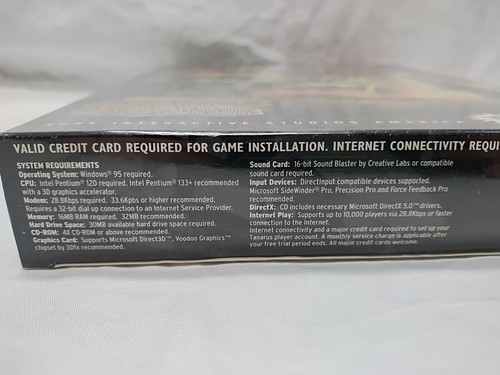 SONY INTERACTIVE STUDIOS AMERICA
VALID CREDIT CARD REQUIRED FOR GAME INSTALLATION. INTERNET CONNECTIVITY REQUI
SYSTEM REQUIREMENTS
Operating System: Windows® 95 required.
CPU: Intel Pentium® 120 required. Intel Pentium® 133+ recommended
with a 3D graphics accelerator.
Modem: 28.8Kbps required. 33.6Kbps or higher recommended.
Requires a 32-bit dial up connection to an Internet Service Provider.
Memory: 16MB RAM required. 32MB recommended.
Hard Drive Space: 30MB available hard drive space required.
CD-ROM: 4X CD-ROM or above recommended.
Graphics Card: Supports Microsoft Direct3D™, Voodoo Graphics™
chipset by 3Dfx recommended.
Sound Card: 16-bit Sound Blaster by Creative Labs or compatible
sound card required.
Input Devices: DirectInput compatible devices supported.
Microsoft SideWinder® Pro, Precision Pro and Force Feedback Pro
recommended.
DirectX: CD includes necessary Microsoft DirectX 5.0™ drivers.
Internet Play: Supports up to 10,000 players via 28.8Kbps or faster
connection to the Internet.
Internet connectivity and a major credit card required to set up your
Tanarus player account. A monthly service charge is applicable after
your free trial period ends. All major credit cards welcome.